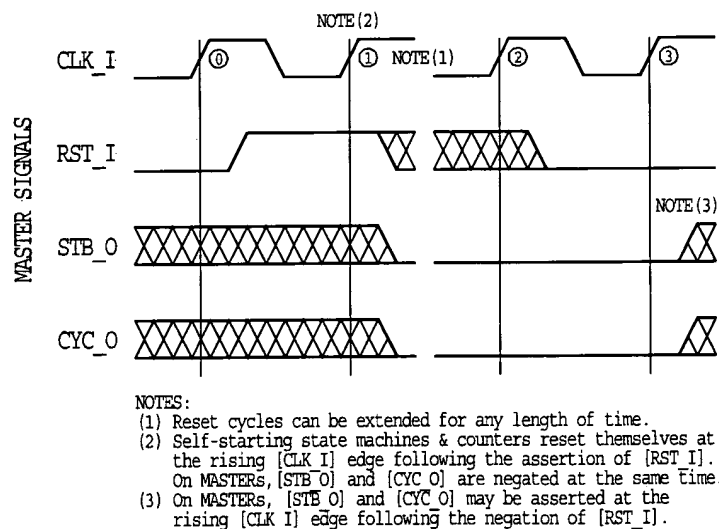 NOTE(2)
CLK_I
⓪
①
NOTE(1)
②
③
MASTER SIGNALS
RST_I
NOTE(3)
STB_O
CYC_O
NOTES:
(1) Reset cycles can be extended for any length of time.
(2) Self-starting state machines & counters reset themselves at
the rising [CLK_I] edge following the assertion of [RST_I].
On MASTERs, [STB_O] and [CYC_O] are negated at the same time.
(3) On MASTERs, [STB_O] and [CYC_O] may be asserted at the
rising [CLK_I] edge following the negation of [RST_I].